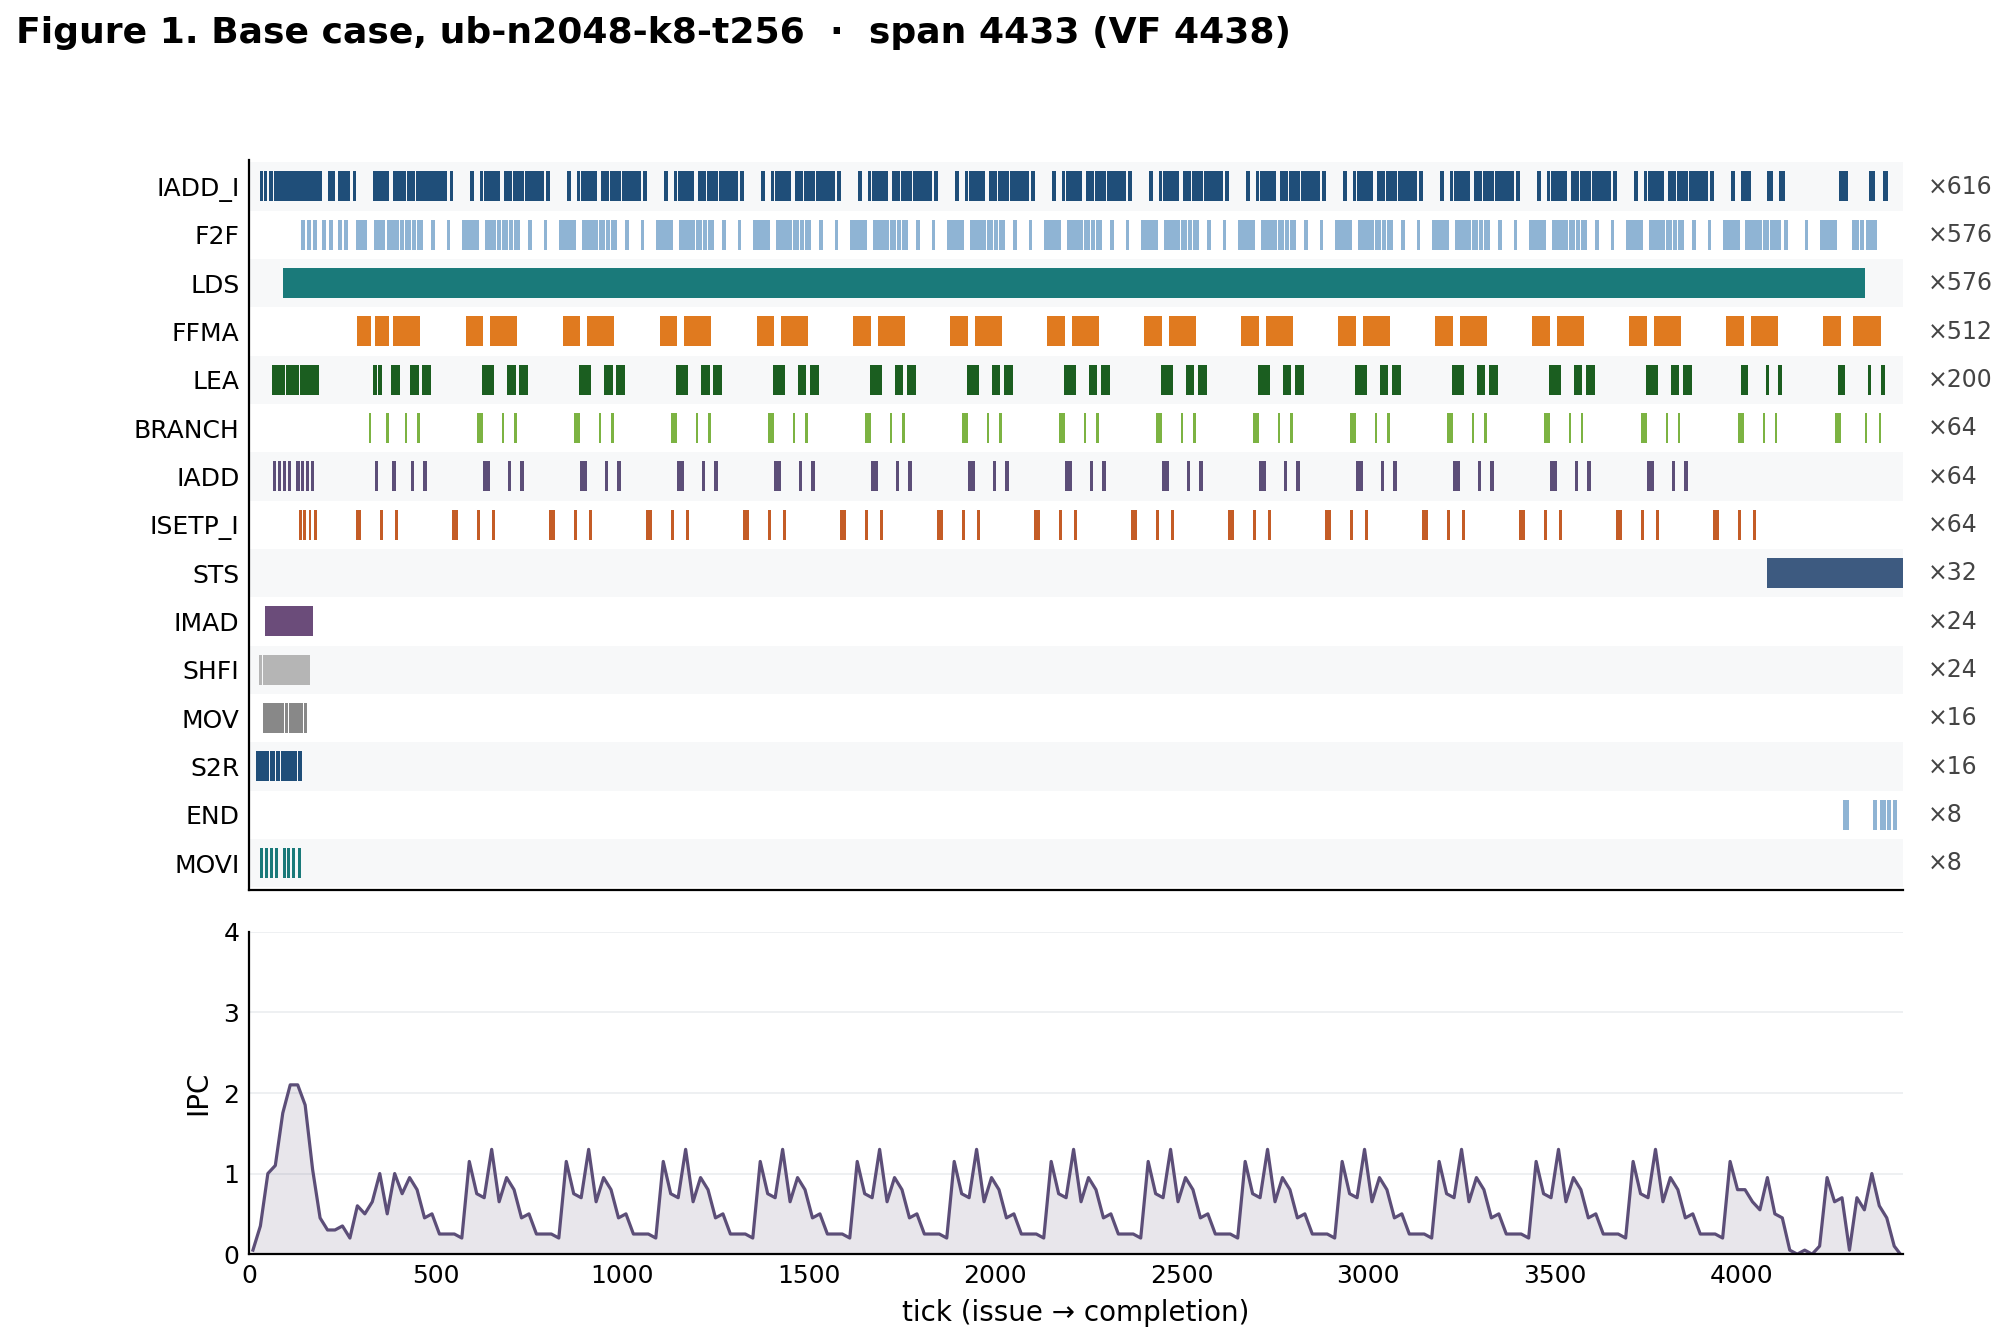 Figure 1. Base case, ub-n2048-k8-t256 · span 4433 (VF 4438)
IADD_I ×616
F2F ×576
LDS ×576
FFMA ×512
LEA ×200
BRANCH ×64
IADD ×64
ISETP_I ×64
STS ×32
IMAD ×24
SHFI ×24
MOV ×16
S2R ×16
END ×8
MOVI ×8
4
3
2
1
0
IPC
0 500 1000 1500 2000 2500 3000 3500 4000
tick (issue → completion)